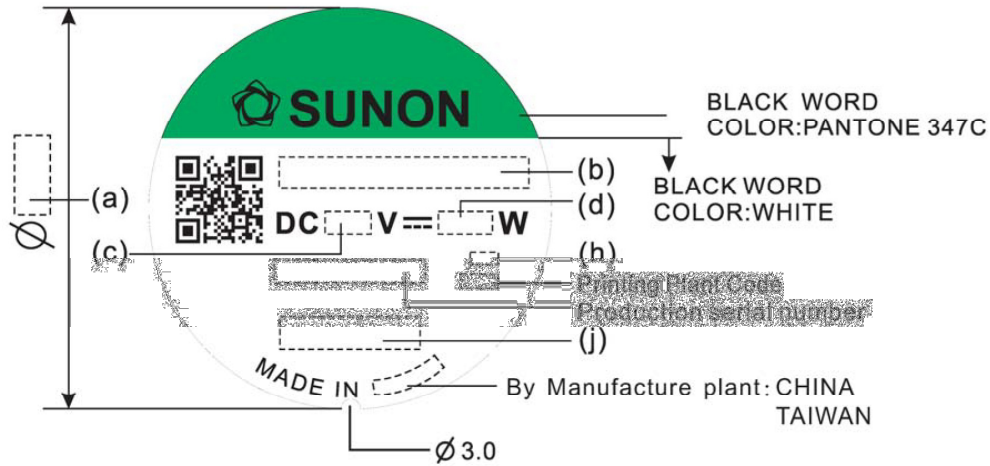 SUNON
BLACK WORD
COLOR:PANTONE 347C
BLACK WORD
COLOR:WHITE
(a)
(b)
(d)
DC V W
(c)
(h)
Printing Plant Code
Production serial number
(j)
MADE IN
By Manufacture plant: CHINA
TAIWAN
Ø
Ø 3.0